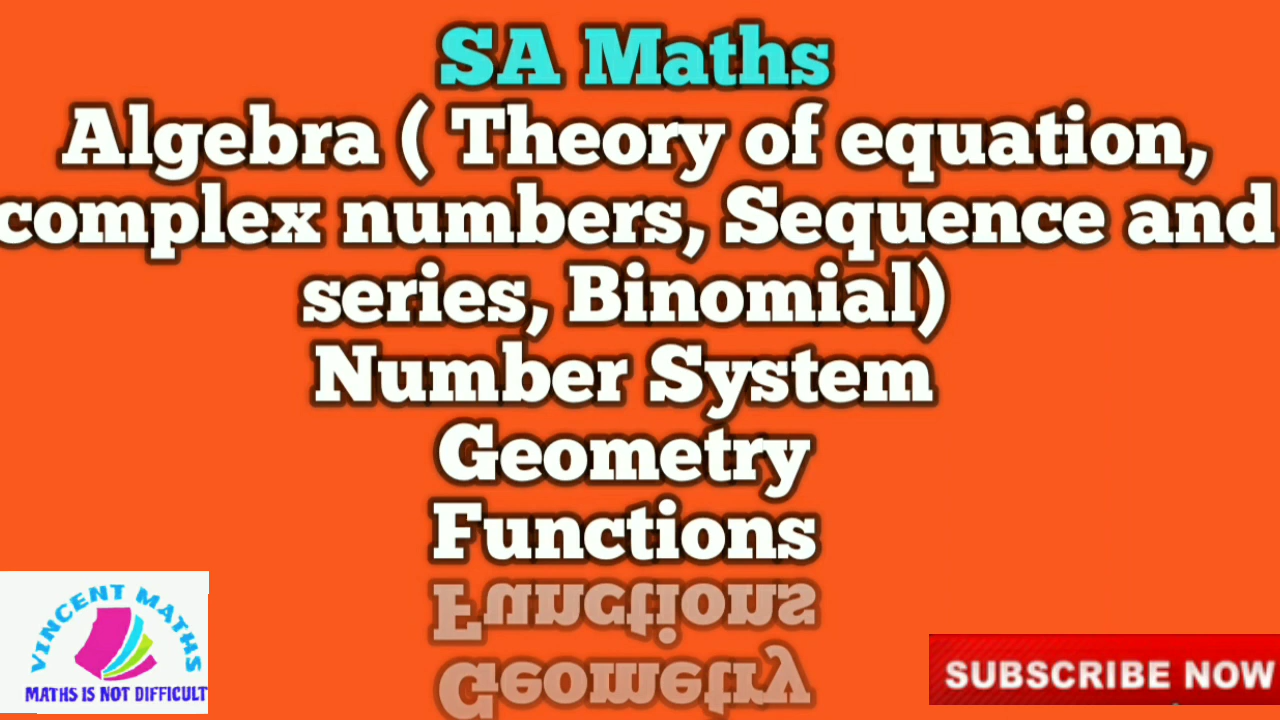 SA Maths
Algebra ( Theory of equation,
complex numbers, Sequence and
series, Binomial)
Number System
Geometry
Functions
Functions
Geometry
VINCENT MATHS
MATHS IS NOT DIFFICULT
SUBSCRIBE NOW